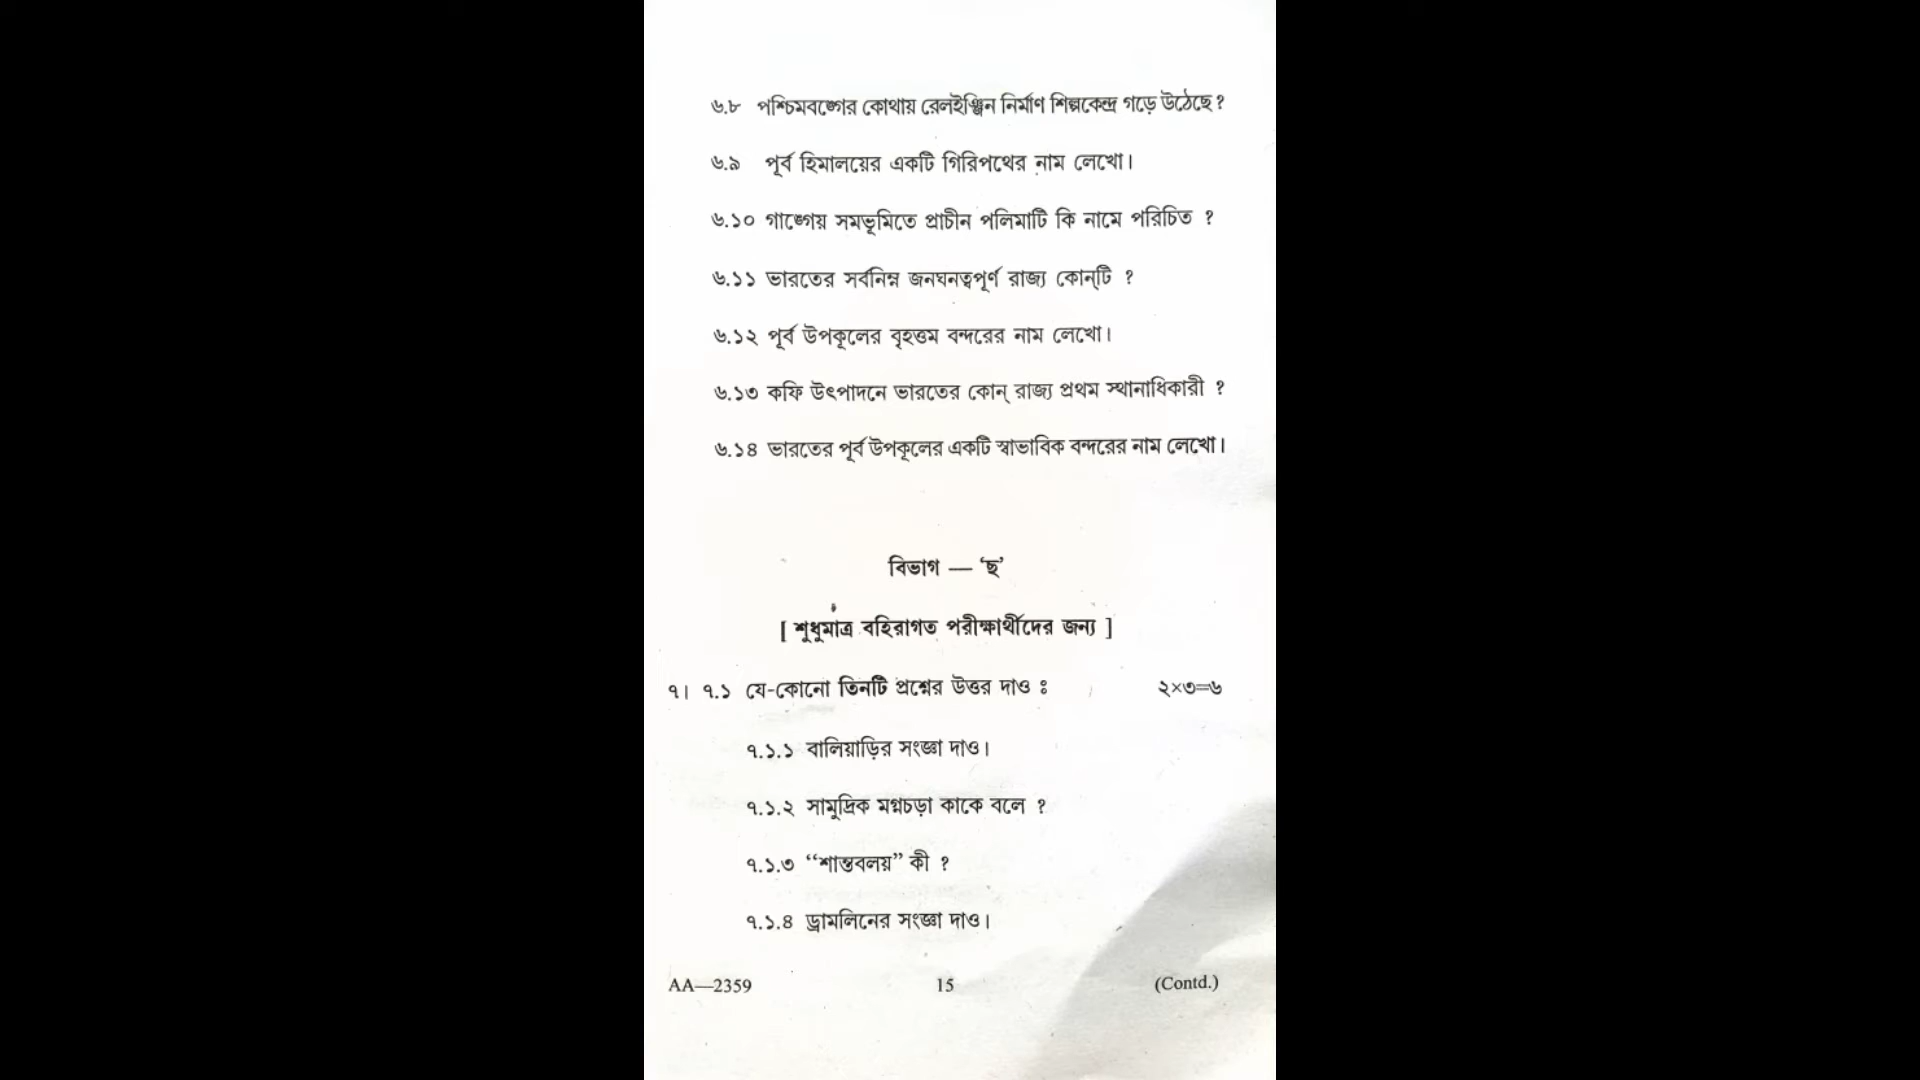 ৬.৮ পশ্চিমবঙ্গের কোথায় রেলইঞ্জিন নির্মাণ শিল্পকেন্দ্র গড়ে উঠেছে ?
৬.৯ পূর্ব হিমালয়ের একটি গিরিপথের নাম লেখো।
৬.১০ গাঙ্গেয় সমভূমিতে প্রাচীন পলিমাটি কি নামে পরিচিত ?
৬.১১ ভারতের সর্বনিম্ন জনঘনত্বপূর্ণ রাজ্য কোন্‌টি ?
৬.১২ পূর্ব উপকূলের বৃহত্তম বন্দরের নাম লেখো।
৬.১৩ কফি উৎপাদনে ভারতের কোন্ রাজ্য প্রথম স্থানাধিকারী ?
৬.১৪ ভারতের পূর্ব উপকূলের একটি স্বাভাবিক বন্দরের নাম লেখো।
বিভাগ — ‘ছ’
[ শুধুমাত্র বহিরাগত পরীক্ষার্থীদের জন্য ]
৭। ৭.১ যে-কোনো তিনটি প্রশ্নের উত্তর দাও : ২×৩=৬
৭.১.১ বালিয়াড়ির সংজ্ঞা দাও।
৭.১.২ সামুদ্রিক মগ্নচড়া কাকে বলে ?
৭.১.৩ “শান্তবলয়” কী ?
৭.১.৪ ড্রামলিনের সংজ্ঞা দাও।
AA—2359 15 (Contd.)